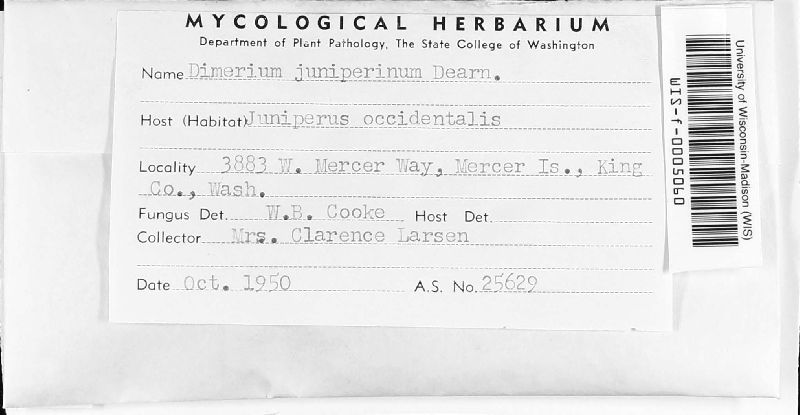 MYCOLOGICAL HERBARIUM
Department of Plant Pathology, The State College of Washington
Name Dimerium juniperinum Dearn.
Host (Habitat) Juniperus occidentalis
Locality 3883 W. Mercer Way, Mercer Is., King
Co., Wash.
Fungus Det. W.B. Cooke Host Det.
Collector Mrs. Clarence Larsen
Date Oct. 1950 A.S. No. 25629
University of Wisconsin-Madison (WIS)
WIS-f-0005060